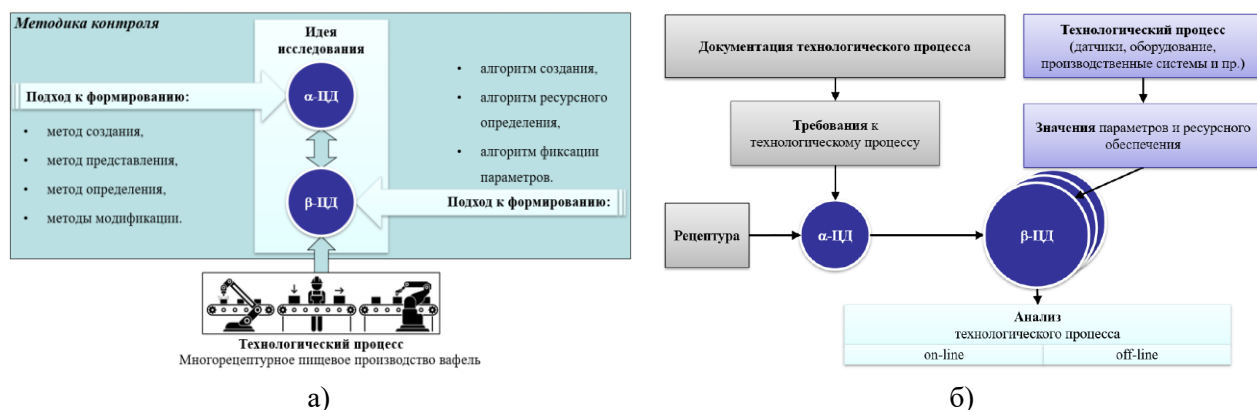 Методика контроля
Идея
исследования
α-ЦД
Подход к формированию:
• метод создания,
• метод представления,
• метод определения,
• методы модификации.
• алгоритм создания,
• алгоритм ресурсного
определения,
• алгоритм фиксации
параметров.
β-ЦД
Подход к формированию:
Технологический процесс
Многорецептурное пищевое производство вафель
а)
Документация технологического процесса
Технологический процесс
(датчики, оборудование,
производственные системы и пр.)
Требования к
технологическому процессу
Значения параметров и ресурсного
обеспечения
Рецептура
α-ЦД
β-ЦД
Анализ
технологического процесса
on-line
off-line
б)